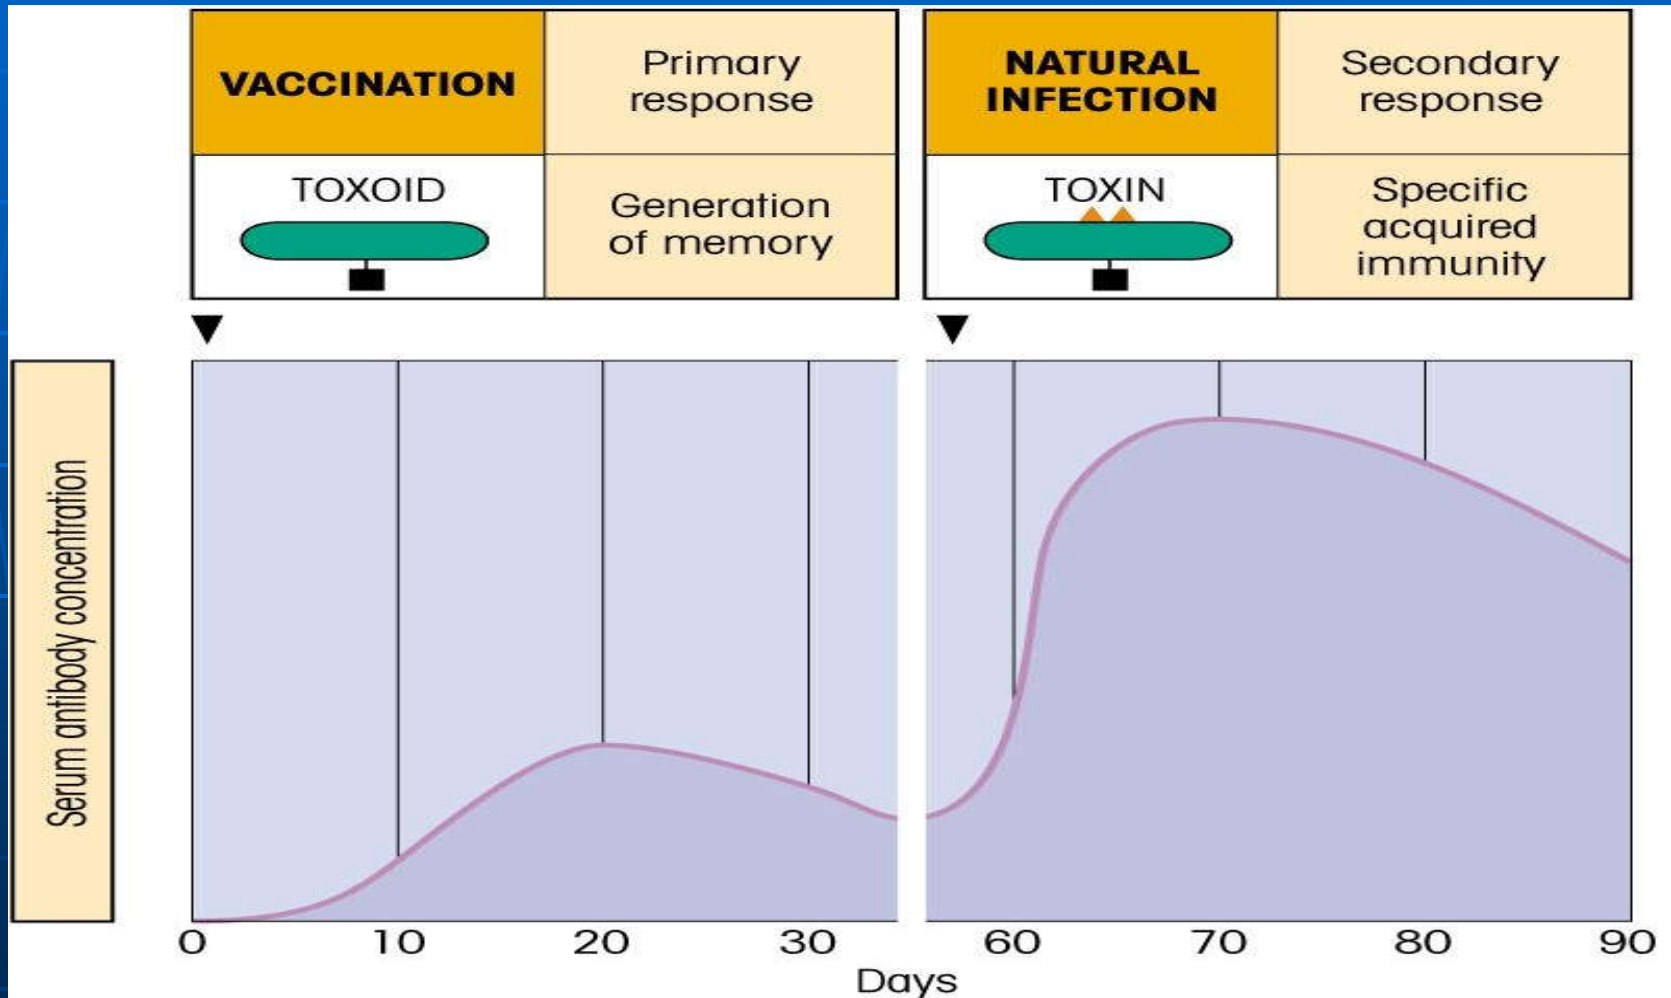 VACCINATION
Primary
response
NATURAL
INFECTION
Secondary
response
TOXOID
Generation
of memory
TOXIN
Specific
acquired
immunity
Serum antibody concentration
0 10 20 30 60 70 80 90
Days